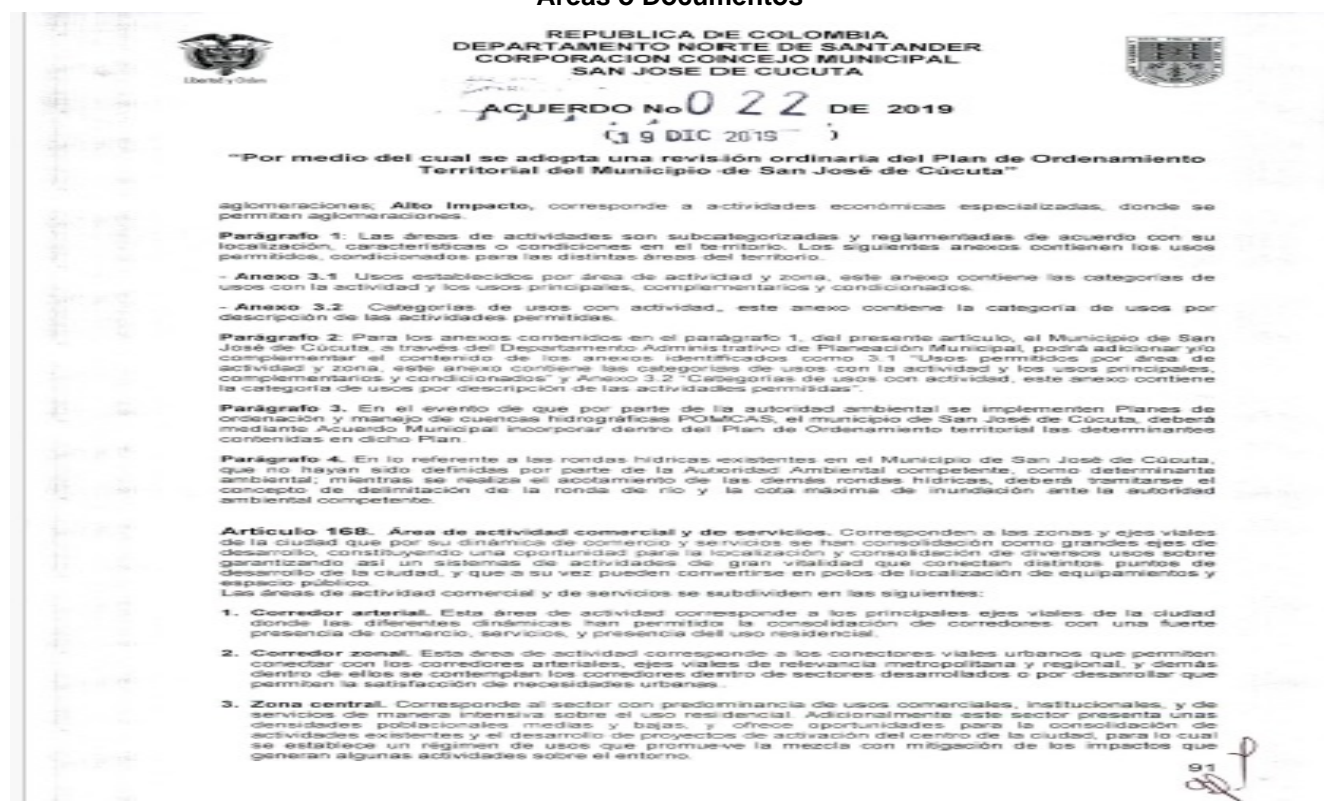 Áreas o Documentos
REPUBLICA DE COLOMBIA
DEPARTAMENTO NORTE DE SANTANDER
CORPORACION CONCEJO MUNICIPAL
SAN JOSE DE CUCUTA
Libertad y Orden
ACUERDO No 022 DE 2019
(19 DIC 2019)
"Por medio del cual se adopta una revisión ordinaria del Plan de Ordenamiento
Territorial del Municipio de San José de Cúcuta"
aglomeraciones; Alto Impacto, corresponde a actividades económicas especializadas, donde se
permiten aglomeraciones.
Parágrafo 1: Las áreas de actividades son subcategorizadas y reglamentadas de acuerdo con su
localización, características o condiciones en el territorio. Los siguientes anexos contienen los usos
permitidos, condicionados para las distintas áreas del territorio.
- Anexo 3.1 Usos establecidos por área de actividad y zona, este anexo contiene las categorías de
usos con la actividad y los usos principales, complementarios y condicionados.
- Anexo 3.2 Categorías de usos con actividad, este anexo contiene la categoría de usos por
descripción de las actividades permitidas.
Parágrafo 2: Para los anexos contenidos en el parágrafo 1, del presente artículo, el Municipio de San
José de Cúcuta, a través del Departamento Administrativo de Planeación Municipal, podrá adicionar y/o
complementar el contenido de los anexos identificados como 3.1 "Usos permitidos por área de
actividad y zona, este anexo contiene las categorías de usos con la actividad y los usos principales,
complementarios y condicionados" y Anexo 3.2 "Categorías de usos con actividad, este anexo contiene
la categoría de usos por descripción de las actividades permitidas".
Parágrafo 3. En el evento de que por parte de la autoridad ambiental se implementen Planes de
ordenación y manejo de cuencas hidrográficas POMCAS, el municipio de San José de Cúcuta, deberá
mediante Acuerdo Municipal incorporar dentro del Plan de Ordenamiento territorial las determinantes
contenidas en dicho Plan.
Parágrafo 4. En lo referente a las rondas hídricas existentes en el Municipio de San José de Cúcuta,
que no hayan sido definidas por parte de la Autoridad Ambiental competente, como determinante
ambiental; mientras se realiza el acotamiento de las demás rondas hídricas, deberá tramitarse el
concepto de delimitación de la ronda de río y la cota máxima de inundación ante la autoridad
ambiental competente.
Artículo 168. Área de actividad comercial y de servicios. Corresponden a las zonas y ejes viales
de la ciudad que por su dinámica de comercio y servicios se han consolidación como grandes ejes de
desarrollo, constituyendo una oportunidad para la localización y consolidación de diversos usos sobre
garantizando así un sistemas de actividades de gran vitalidad que conectan distintos puntos de
desarrollo de la ciudad, y que a su vez pueden convertirse en polos de localización de equipamientos y
espacio público.
Las áreas de actividad comercial y de servicios se subdividen en las siguientes:
1. Corredor arterial. Esta área de actividad corresponde a los principales ejes viales de la ciudad
donde las diferentes dinámicas han permitido la consolidación de corredores con una fuerte
presencia de comercio, servicios, y presencia del uso residencial.
2. Corredor zonal. Esta área de actividad corresponde a los conectores viales urbanos que permiten
conectar con los corredores arteriales, ejes viales de relevancia metropolitana y regional, y demás
dentro de ellos se contemplan los corredores dentro de sectores desarrollados o por desarrollar que
permiten la satisfacción de necesidades urbanas.
3. Zona central. Corresponde al sector con predominancia de usos comerciales, institucionales, y de
servicios de manera intensiva sobre el uso residencial. Adicionalmente este sector presenta unas
densidades poblacionales medias y bajas, y ofrece oportunidades para la consolidación de
actividades existentes y el desarrollo de proyectos de activación del centro de la ciudad, para lo cual
se establece un régimen de usos que promueve la mezcla con mitigación de los impactos que
generan algunas actividades sobre el entorno.
91